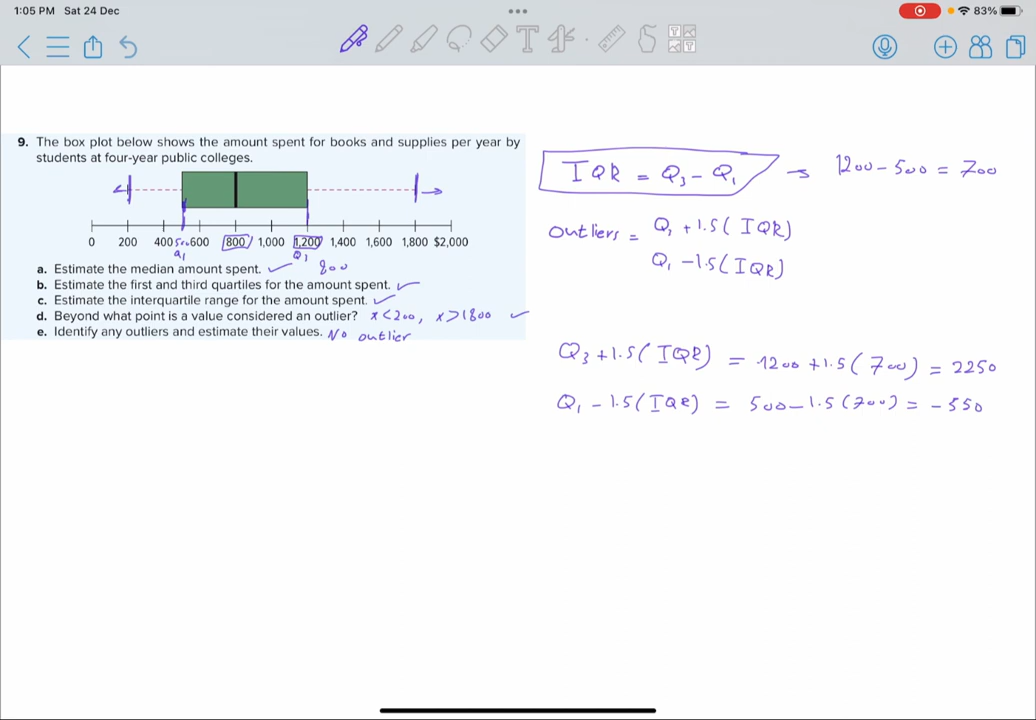 1:05 PM Sat 24 Dec
83%
9. The box plot below shows the amount spent for books and supplies per year by
students at four-year public colleges.
0 200 400 500 600 800 1,000 1,200 1,400 1,600 1,800 $2,000
Q1 Q3
a. Estimate the median amount spent. ✓ 800
b. Estimate the first and third quartiles for the amount spent. ✓
c. Estimate the interquartile range for the amount spent. ✓
d. Beyond what point is a value considered an outlier? x<200, x>1800 ✓
e. Identify any outliers and estimate their values. No outlier
IQR = Q3 - Q1 → 1200 - 500 = 700
Outliers = Q1 + 1.5 (IQR)
Q1 - 1.5 (IQR)
Q3 + 1.5 (IQR) = 1200 + 1.5 (700) = 2250
Q1 - 1.5 (IQR) = 500 - 1.5 (700) = -550